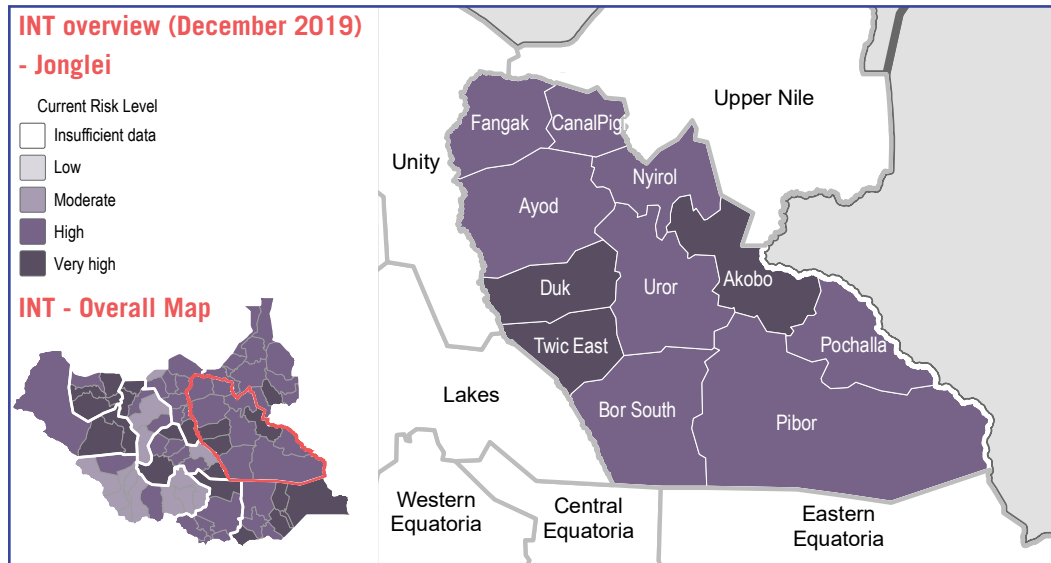 INT overview (December 2019)
- Jonglei
Current Risk Level
Insufficient data
Low
Moderate
High
Very high
INT - Overall Map
Upper Nile
Fangak
CanalPigi
Unity
Nyirol
Ayod
Duk
Uror
Akobo
Twic East
Pochalla
Lakes
Bor South
Pibor
Western
Equatoria
Central
Equatoria
Eastern
Equatoria